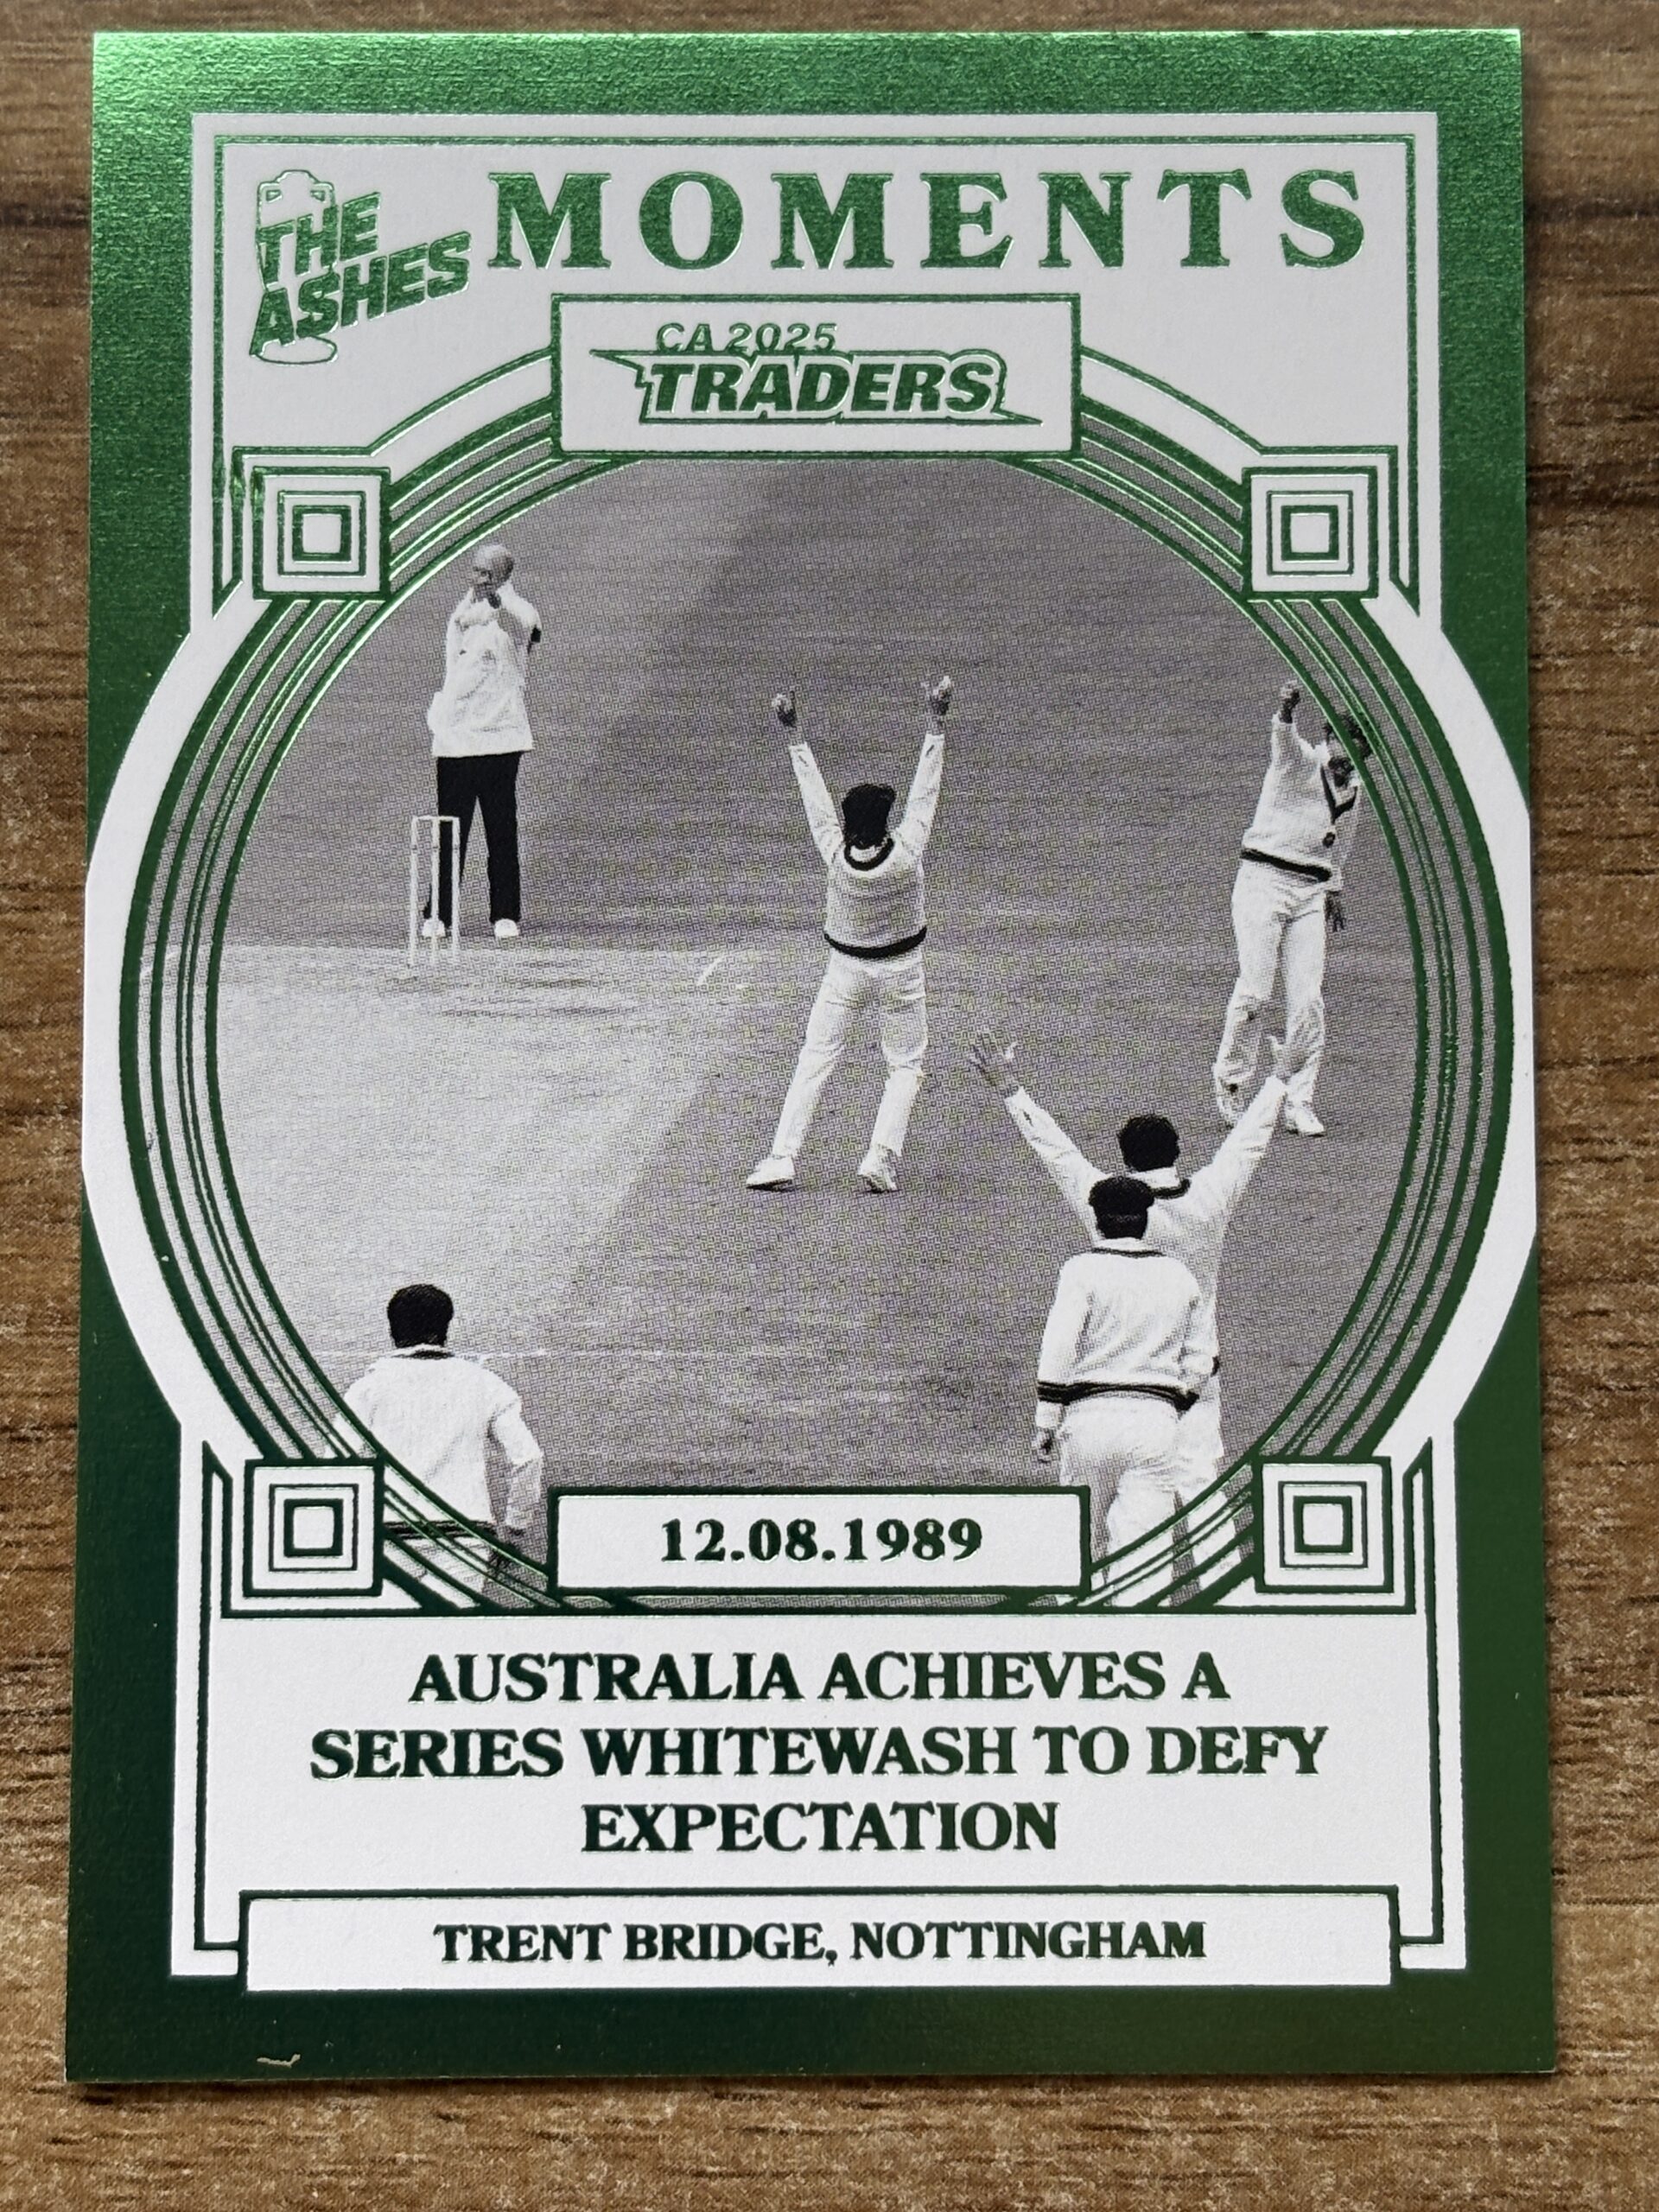 THE
ASHES
MOMENTS
CA 2025
TRADERS
12.08.1989
AUSTRALIA ACHIEVES A
SERIES WHITEWASH TO DEFY
EXPECTATION
TRENT BRIDGE, NOTTINGHAM